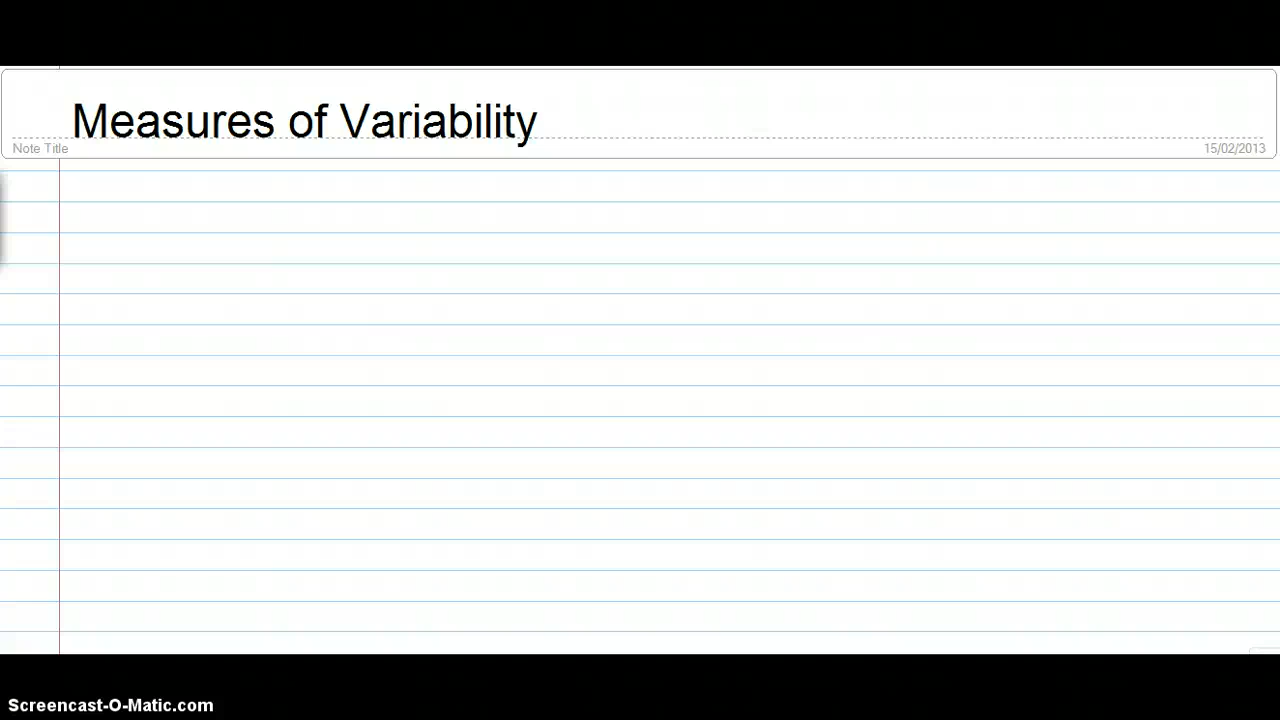 Measures of Variability
Note Title
15/02/2013
Screencast-O-Matic.com